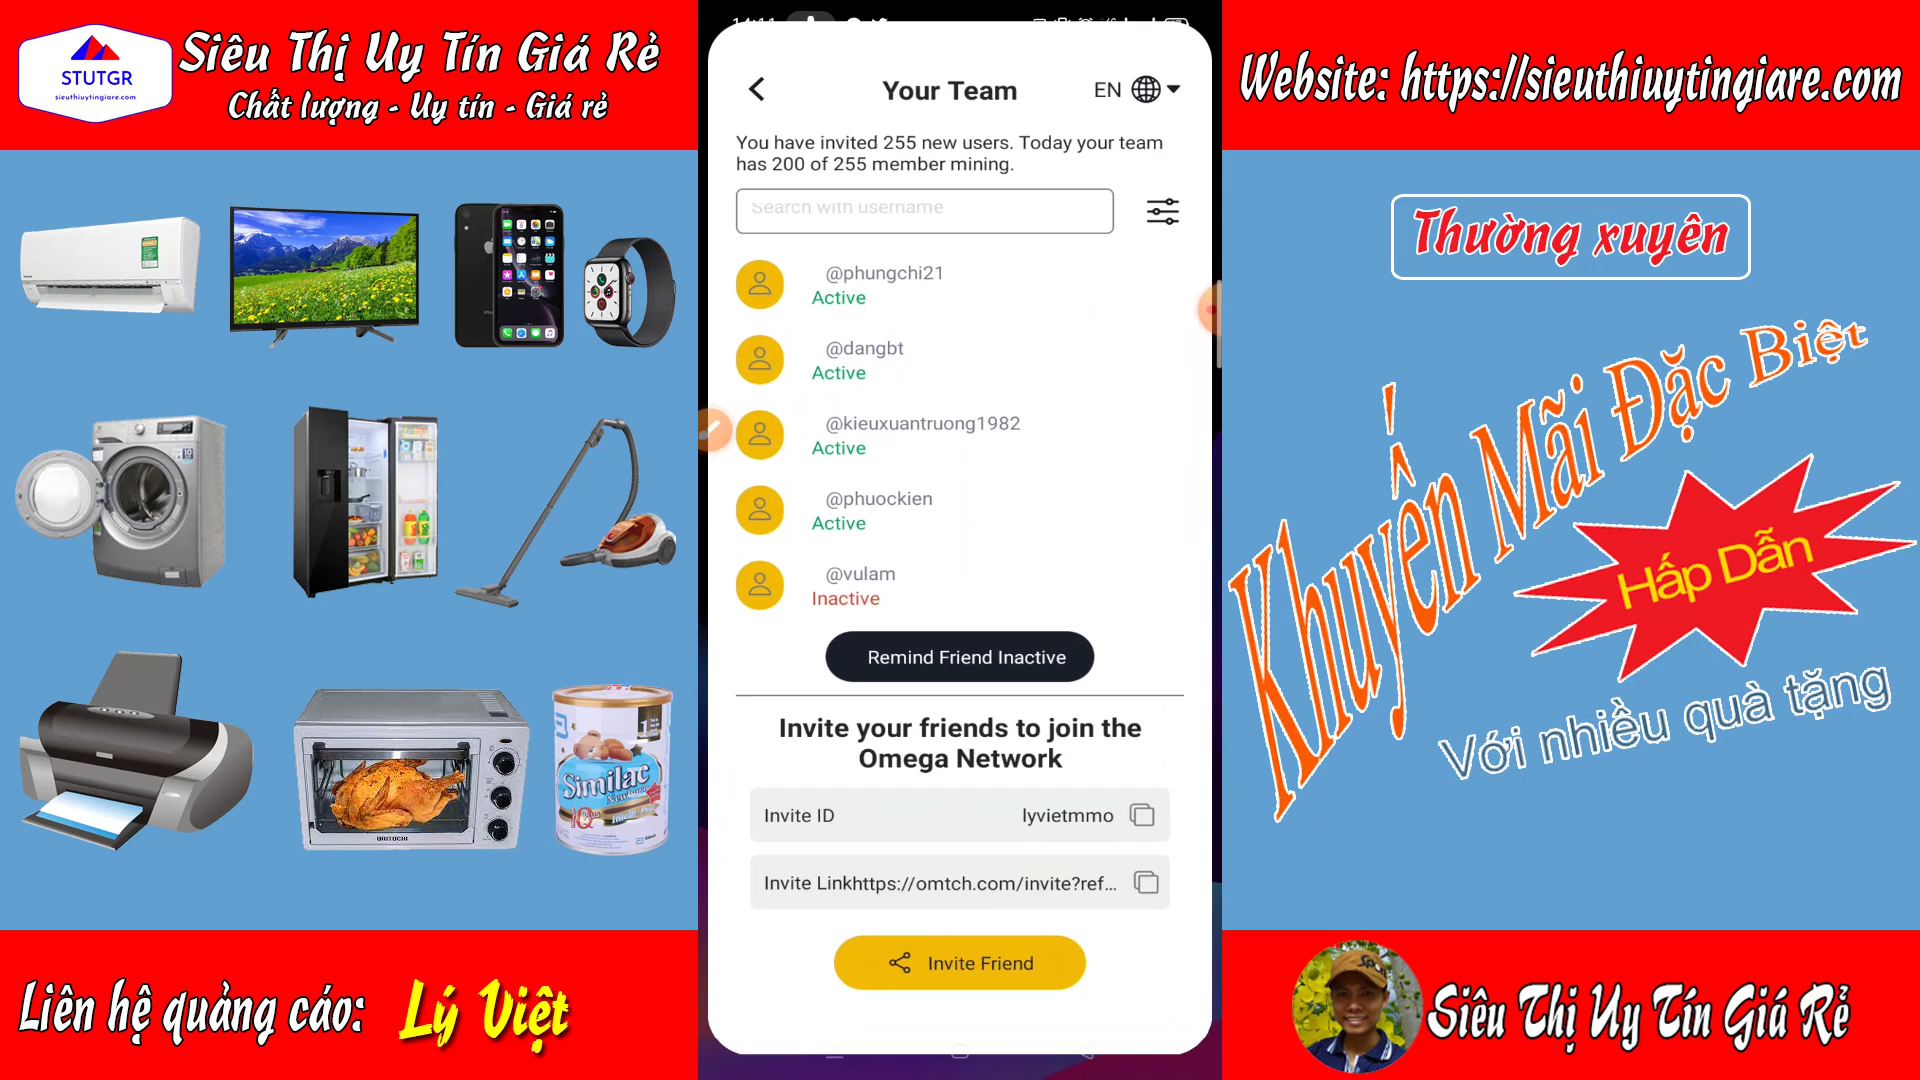 STUTGR
sieuthiuytingiare.com
Siêu Thị Uy Tín Giá Rẻ
Chất lượng - Uy tín - Giá rẻ
14:11
Your Team
EN
You have invited 255 new users. Today your team
has 200 of 255 member mining.
Search with username
@phungchi21
Active
@dangbt
Active
@kieuxuantruong1982
Active
@phuockien
Active
@vulam
Inactive
Remind Friend Inactive
Invite your friends to join the
Omega Network
Invite ID lyvietmmo
Invite Linkhttps://omtch.com/invite?ref...
Invite Friend
Website: https://sieuthiuytingiare.com
Thường xuyên
Khuyến Mãi Đặc Biệt
Hấp Dẫn
Với nhiều quà tặng
Similac
Liên hệ quảng cáo: Lý Việt
Siêu Thị Uy Tín Giá Rẻ